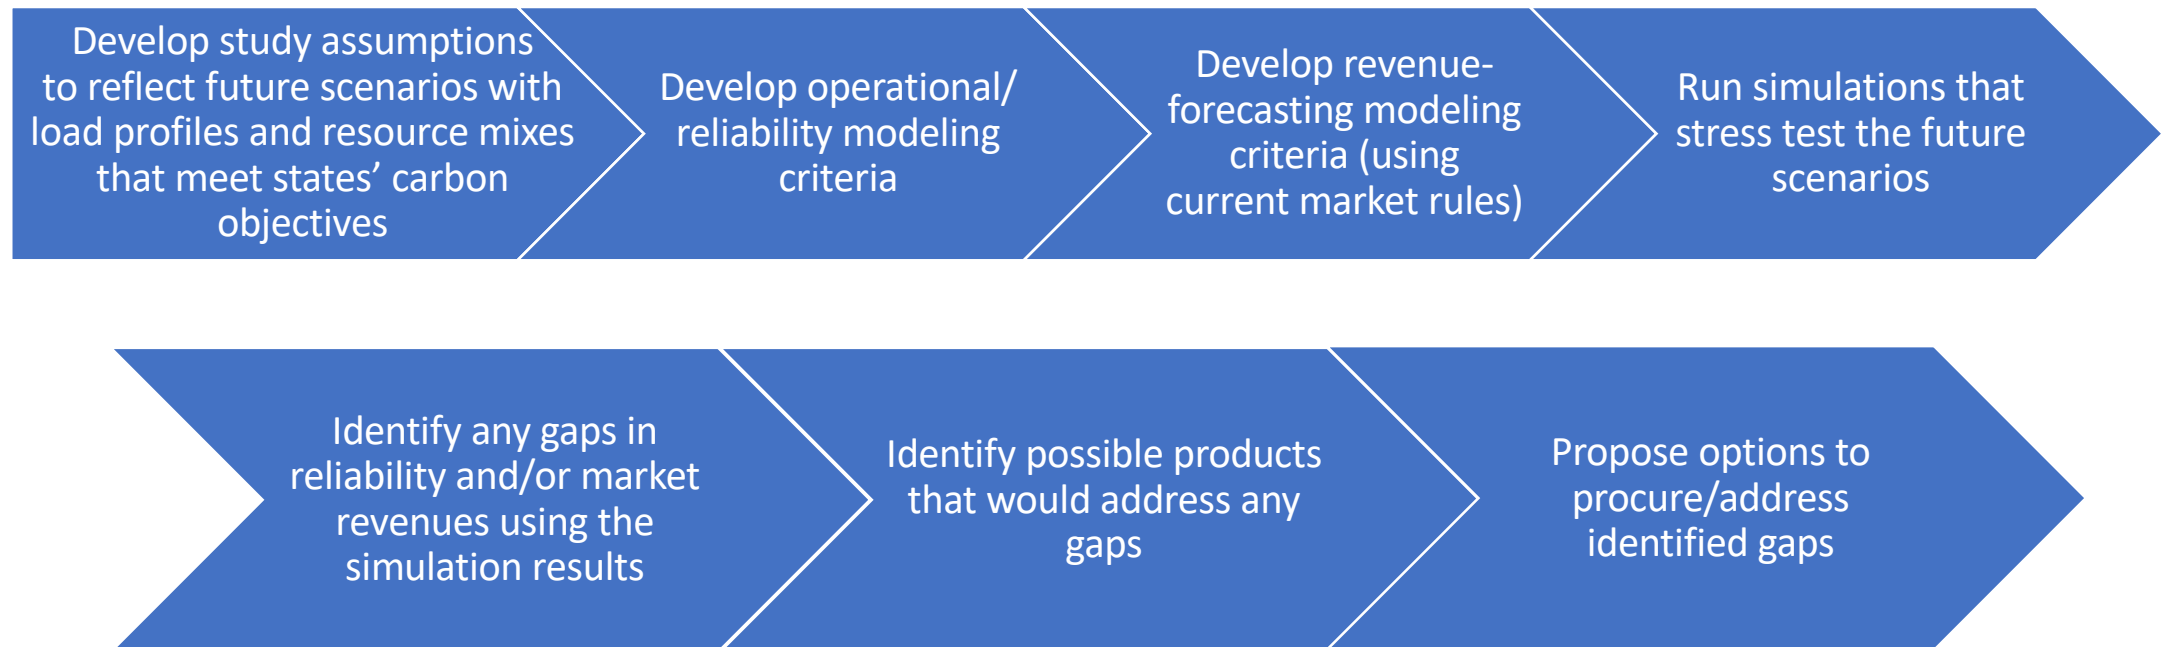 Develop study assumptions
to reflect future scenarios with
load profiles and resource mixes
that meet states’ carbon
objectives
Develop operational/
reliability modeling
criteria
Develop revenue-
forecasting modeling
criteria (using
current market rules)
Run simulations that
stress test the future
scenarios
Identify any gaps in
reliability and/or market
revenues using the
simulation results
Identify possible products
that would address any
gaps
Propose options to
procure/address
identified gaps